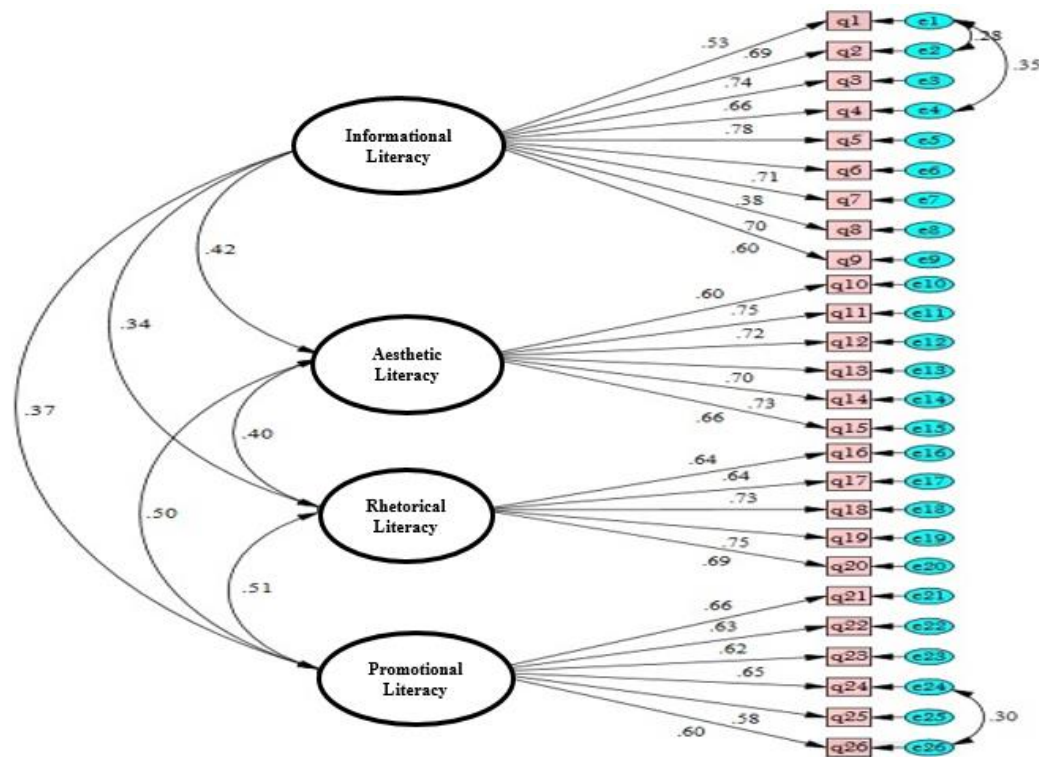 q1 e1
.53 .28
.69 q2 e2
.74 q3 e3 .35
.66 q4 e4
.78 q5 e5
Informational
Literacy
q6 e6
.71 q7 e7
.38 q8 e8
.70
.60 q9 e9
.42
.60 q10 e10
.75 q11 e11
.34 .72 q12 e12
Aesthetic
Literacy
q13 e13
.70 q14 e14
.73
.66 q15 e15
.37
.40
.64 q16 e16
.64 q17 e17
.73 q18 e18
Rhetorical
Literacy
.50
q19 e19
.75
.69 q20 e20
.51
.66 q21 e21
.63 q22 e22
.62 q23 e23
.65 q24 e24
Promotional
Literacy
.58 q25 e25 .30
.60 q26 e26